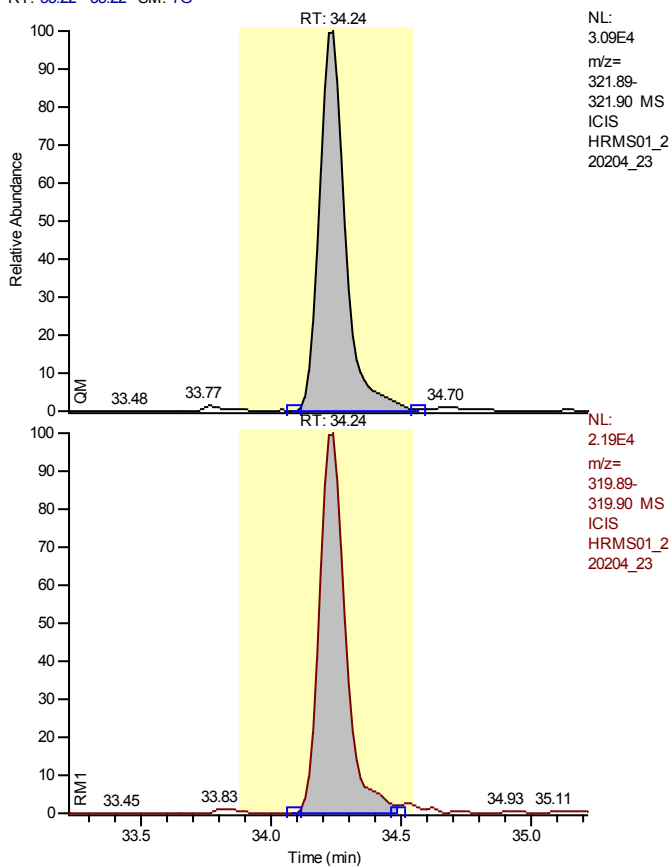 RT: 34.24
NL:
3.09E4
m/z=
321.89-
321.90 MS
ICIS
HRMS01_2
20204_23
100
90
80
70
60
50
40
30
20
10
0
Relative Abundance
QM
33.48
33.77
34.70
RT: 34.24
NL:
2.19E4
m/z=
319.89-
319.90 MS
ICIS
HRMS01_2
20204_23
100
90
80
70
60
50
40
30
20
10
0
RM1
33.45
33.83
34.93
35.11
33.5
34.0
34.5
35.0
Time (min)